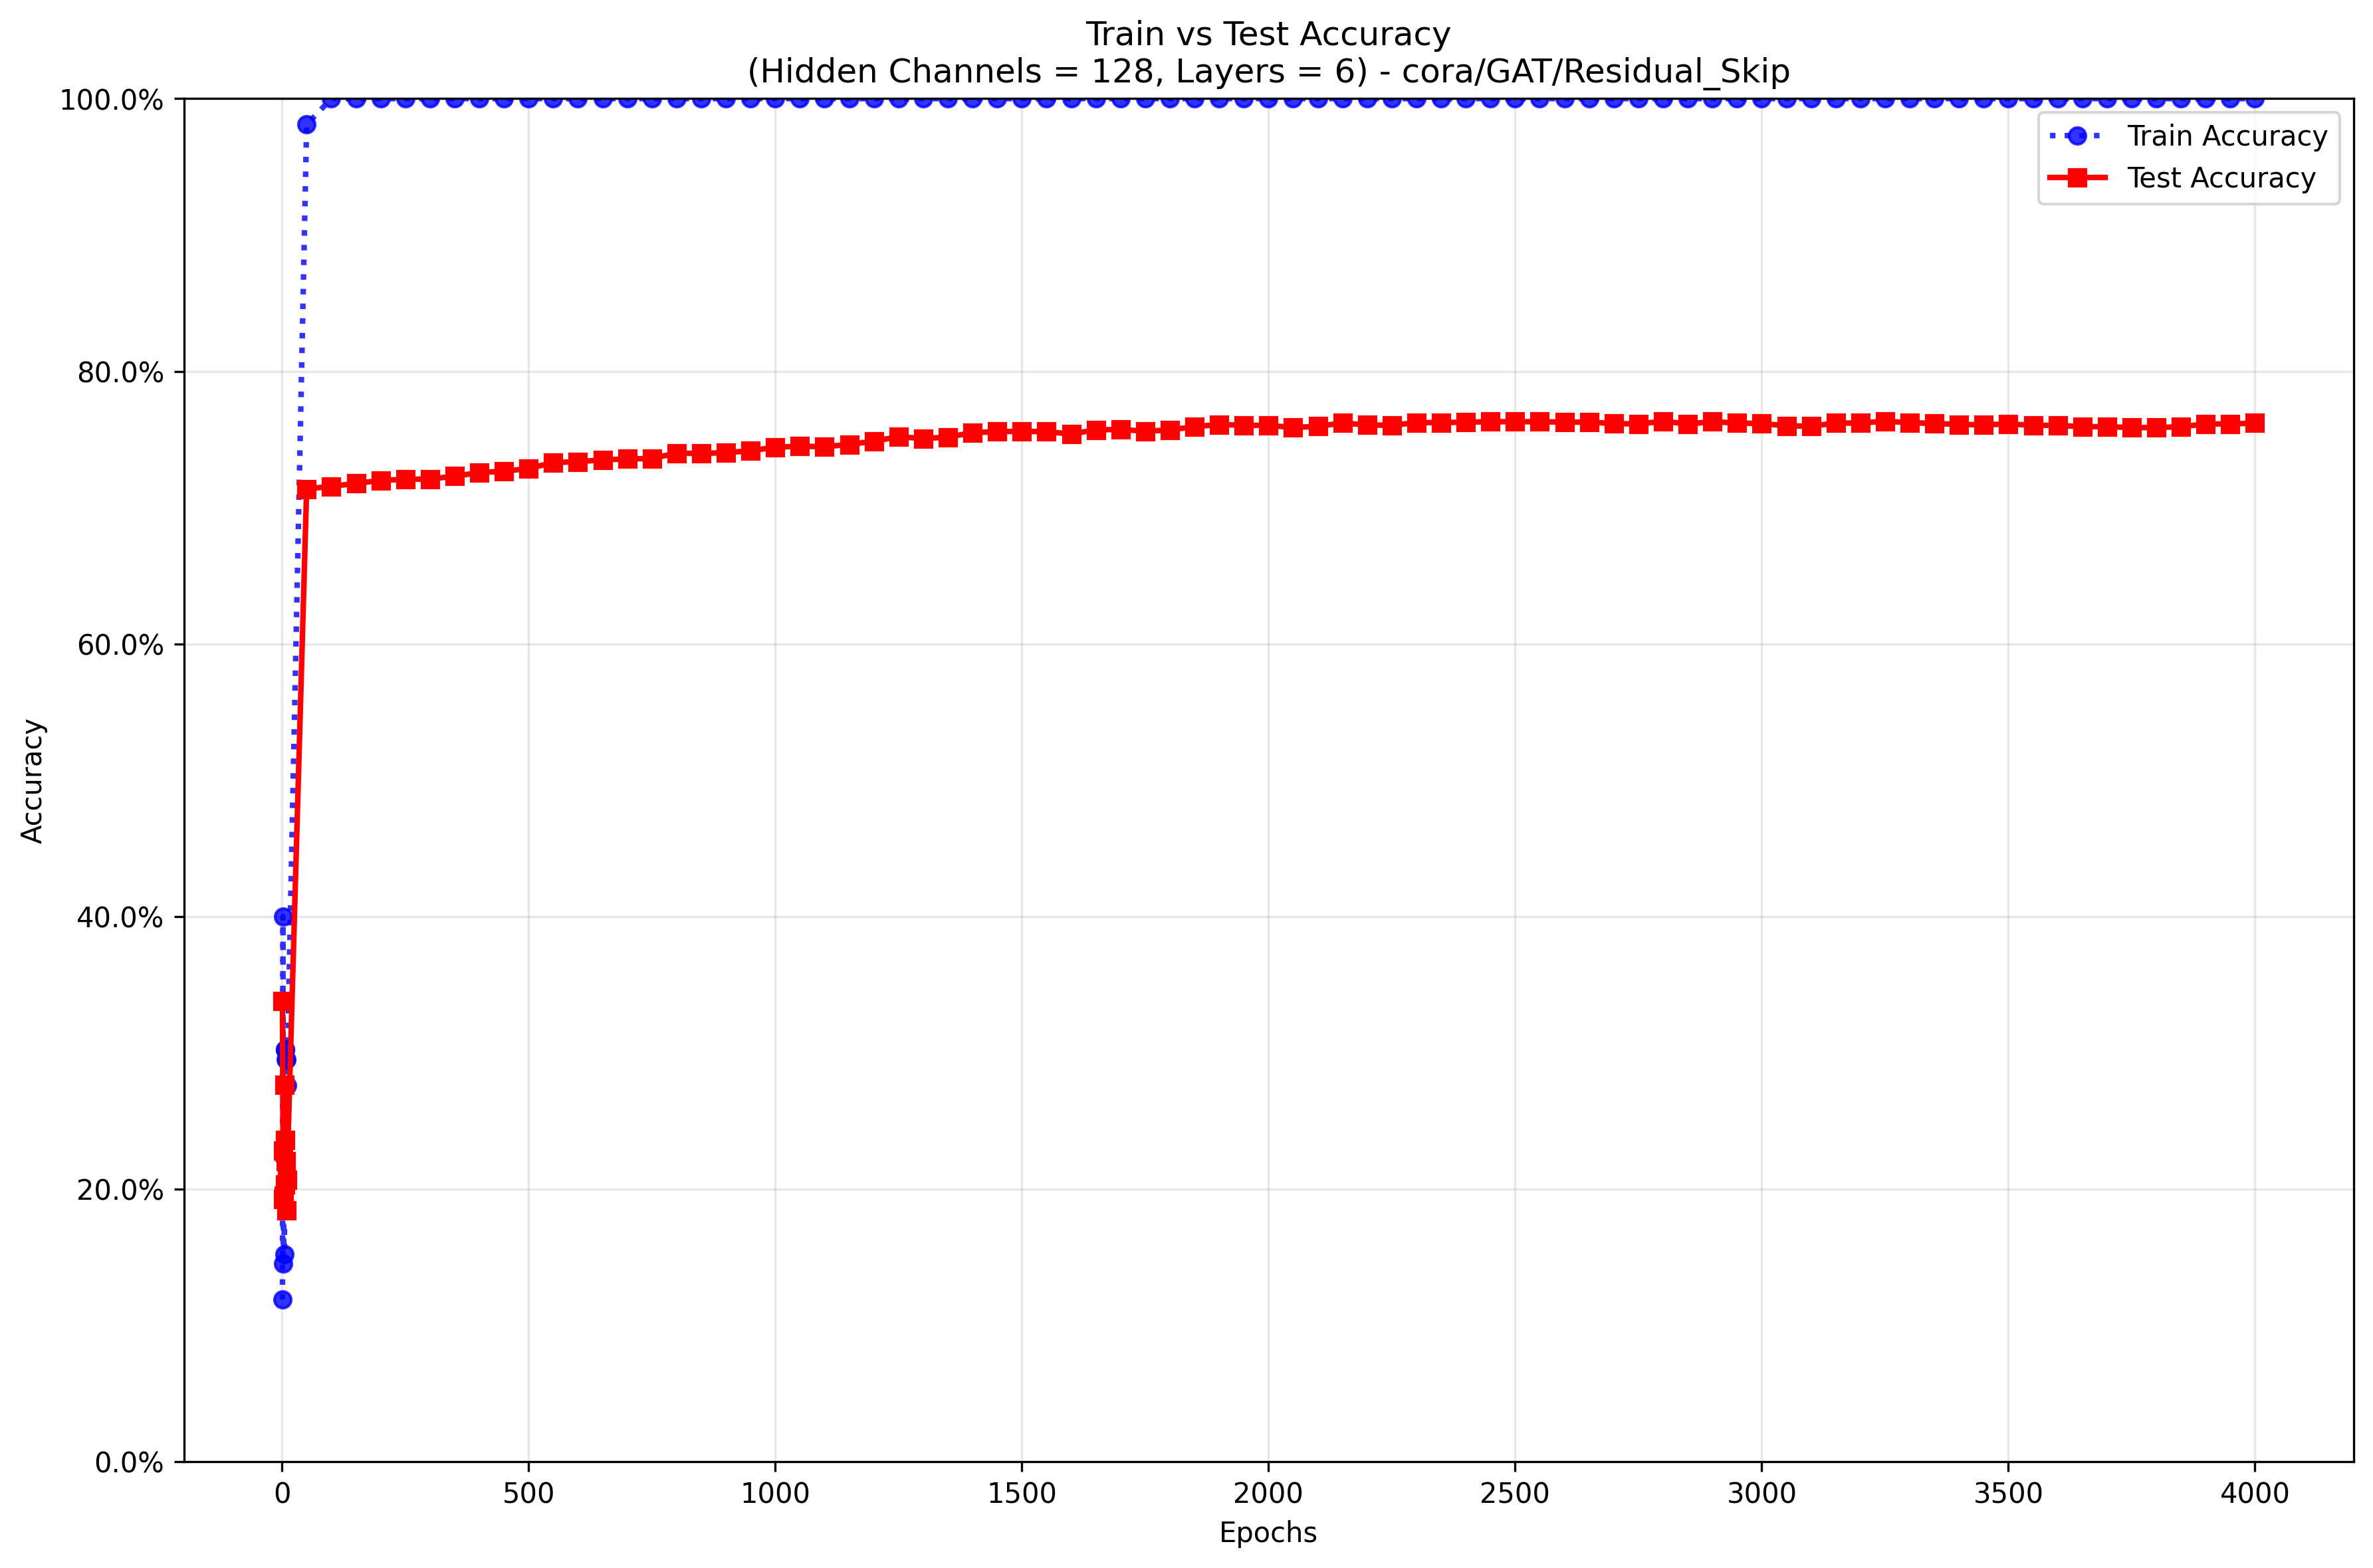 Train vs Test Accuracy
(Hidden Channels = 128, Layers = 6) - cora/GAT/Residual_Skip
Train Accuracy
Test Accuracy
Accuracy
100.0%
80.0%
60.0%
40.0%
20.0%
0.0%
0 500 1000 1500 2000 2500 3000 3500 4000
Epochs